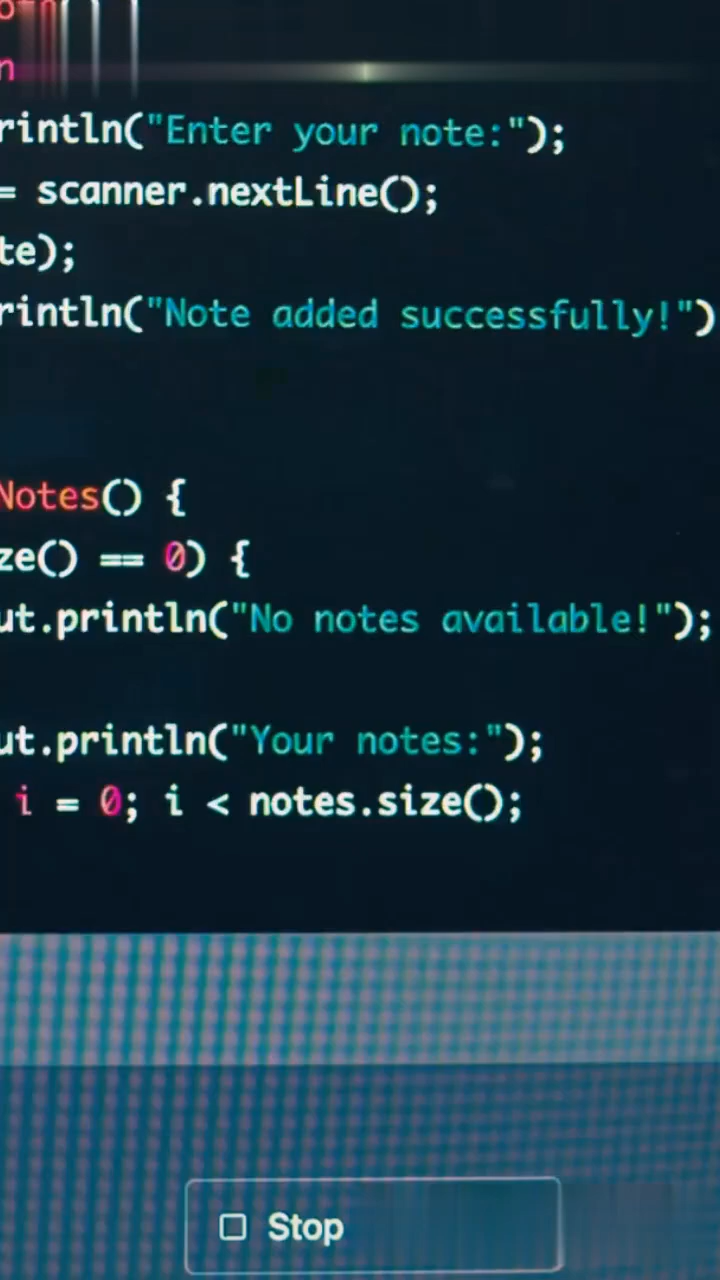 n
rintln("Enter your note:");
= scanner.nextLine();
te);
rintln("Note added successfully!")
Notes() {
ze() == 0) {
ut.println("No notes available!");
ut.println("Your notes:");
i = 0; i < notes.size();
Stop